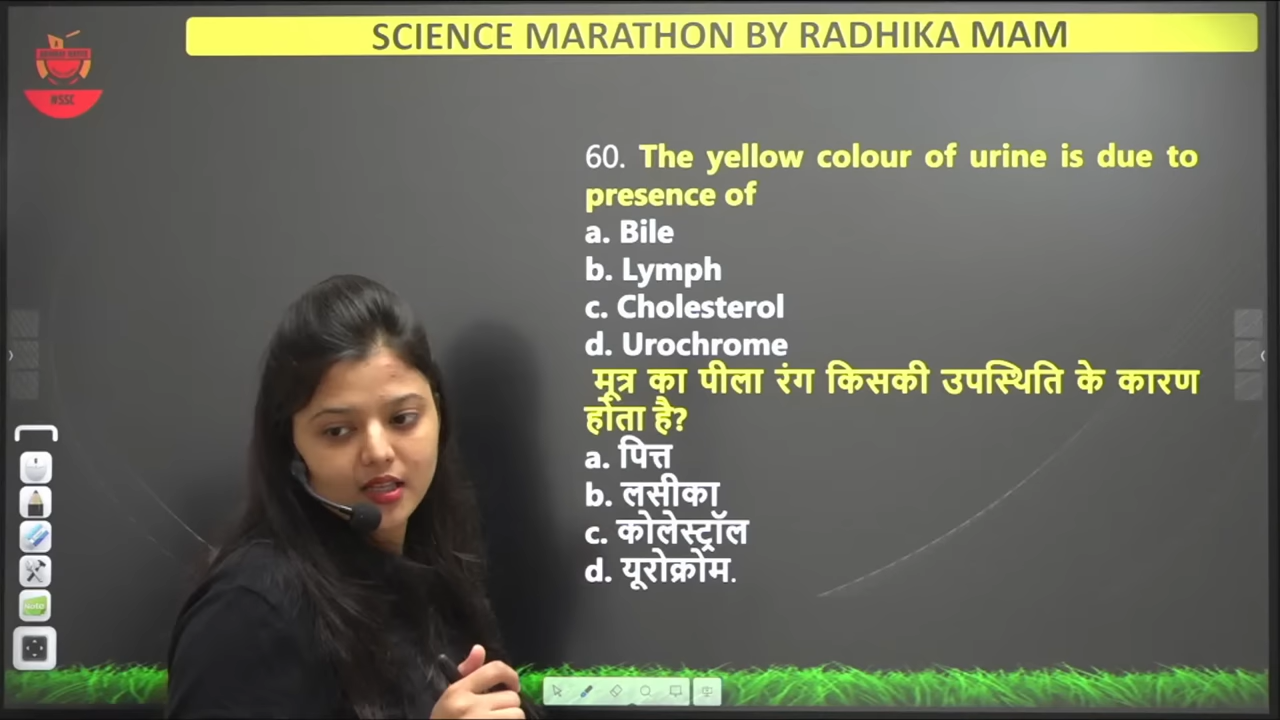 SCIENCE MARATHON BY RADHIKA MAM
#SSC
60. The yellow colour of urine is due to
presence of
a. Bile
b. Lymph
c. Cholesterol
d. Urochrome
मूत्र का पीला रंग किसकी उपस्थिति के कारण
होता है?
a. पित्त
b. लसीका
c. कोलेस्ट्रॉल
d. यूरोक्रोम.